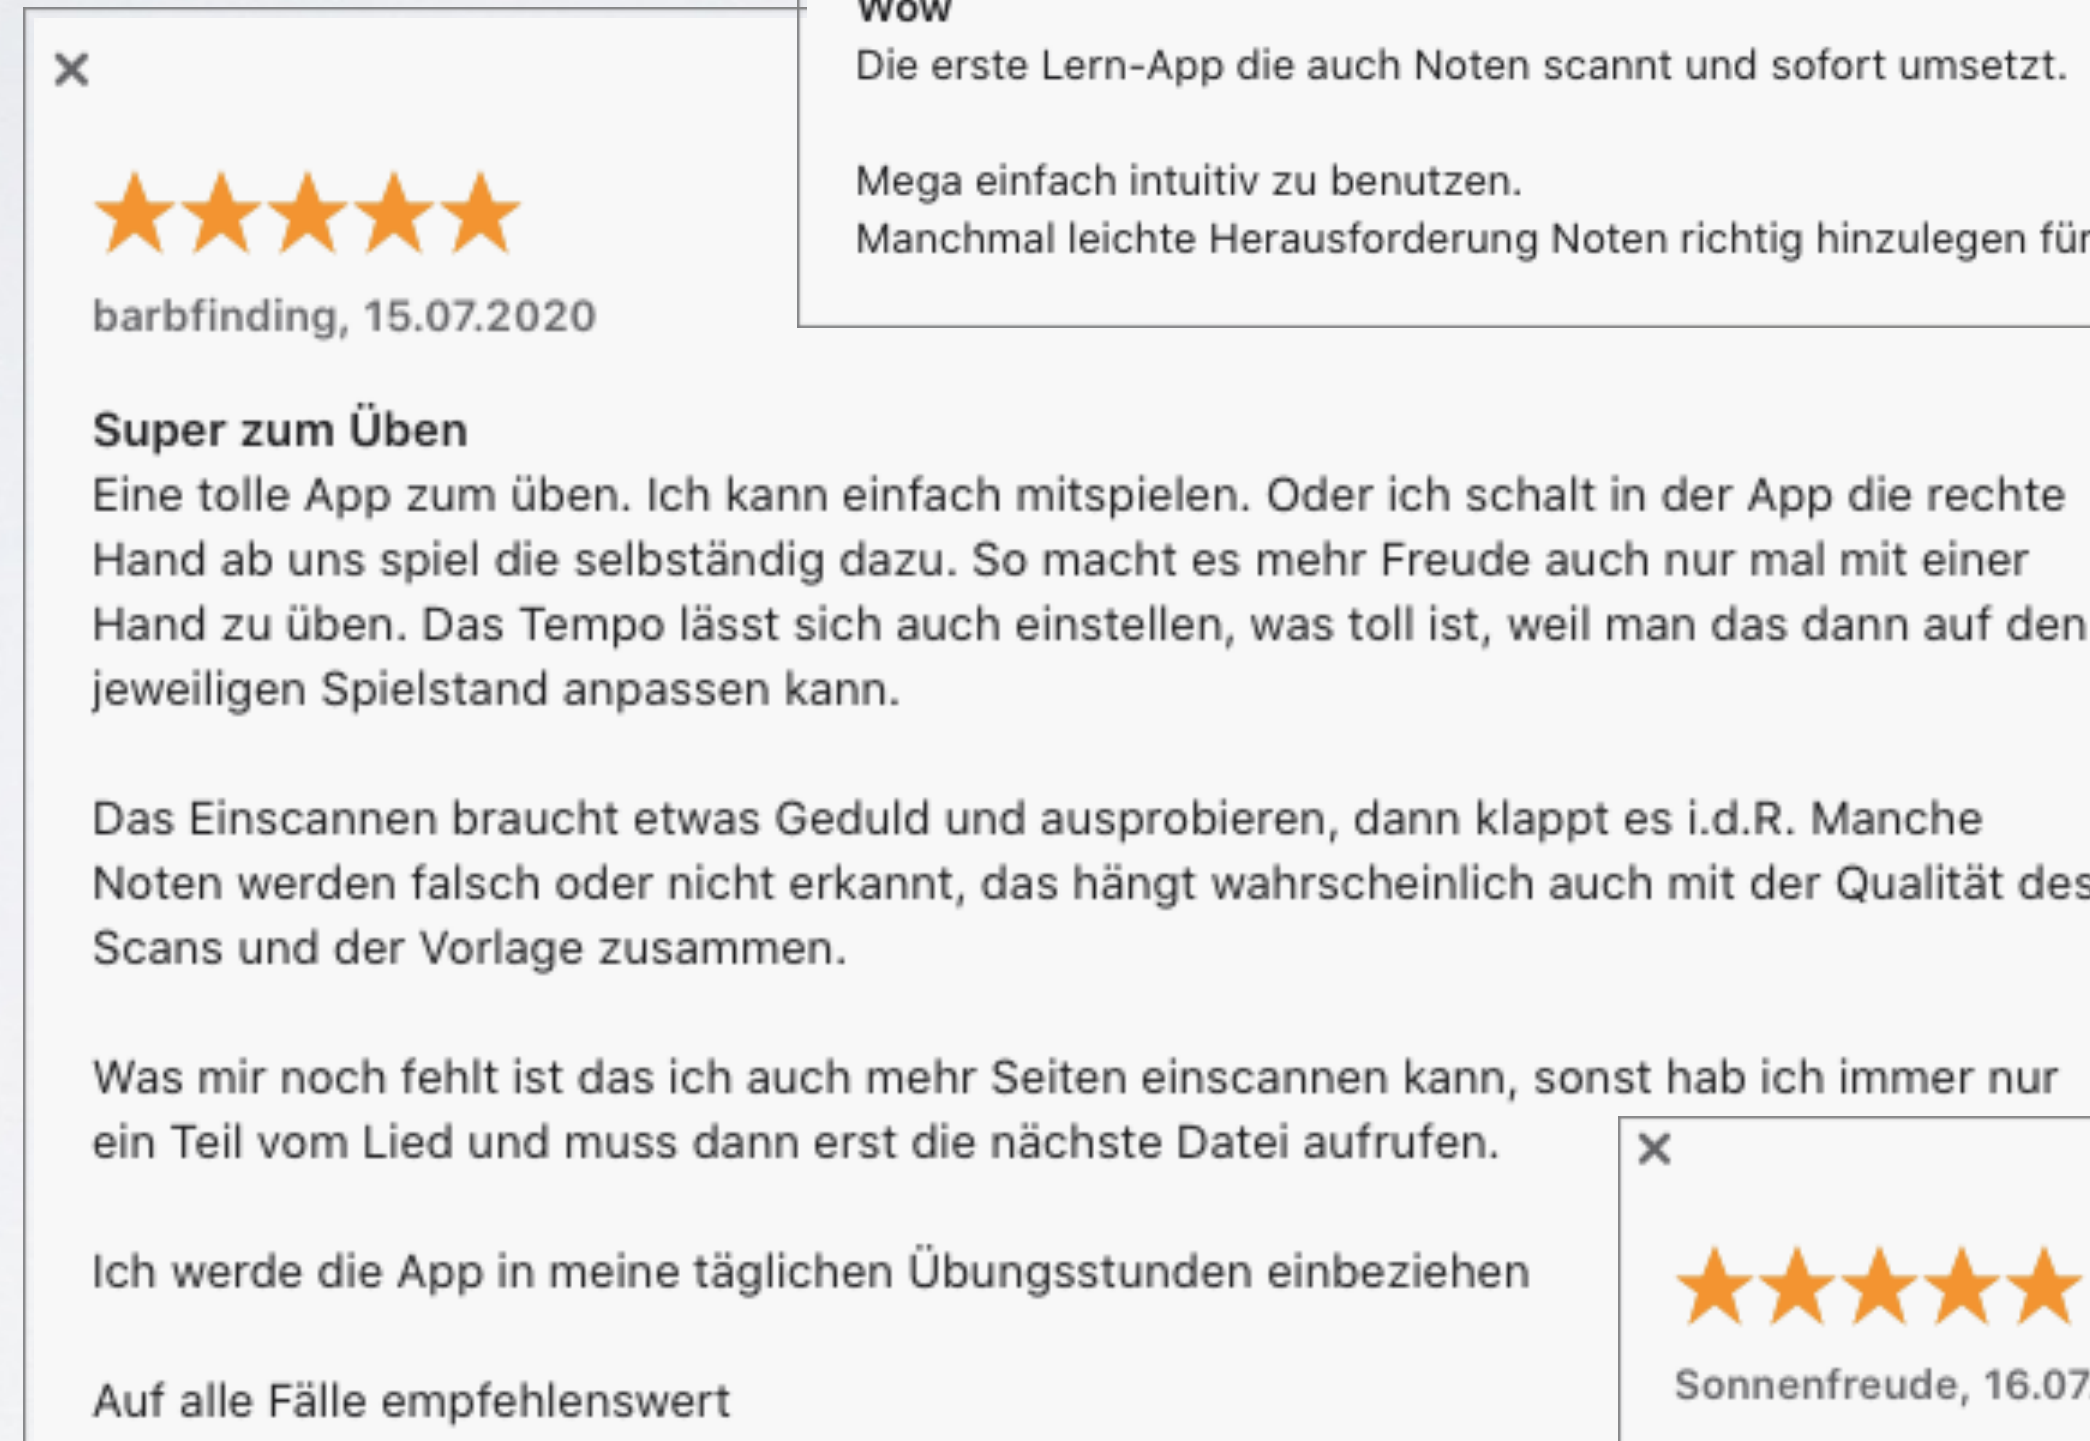 Wow
Die erste Lern-App die auch Noten scannt und sofort umsetzt.
Mega einfach intuitiv zu benutzen.
Manchmal leichte Herausforderung Noten richtig hinzulegen für
barbfinding, 15.07.2020
Super zum Üben
Eine tolle App zum üben. Ich kann einfach mitspielen. Oder ich schalt in der App die rechte
Hand ab uns spiel die selbständig dazu. So macht es mehr Freude auch nur mal mit einer
Hand zu üben. Das Tempo lässt sich auch einstellen, was toll ist, weil man das dann auf den
jeweiligen Spielstand anpassen kann.
Das Einscannen braucht etwas Geduld und ausprobieren, dann klappt es i.d.R. Manche
Noten werden falsch oder nicht erkannt, das hängt wahrscheinlich auch mit der Qualität des
Scans und der Vorlage zusammen.
Was mir noch fehlt ist das ich auch mehr Seiten einscannen kann, sonst hab ich immer nur
ein Teil vom Lied und muss dann erst die nächste Datei aufrufen.
Ich werde die App in meine täglichen Übungsstunden einbeziehen
Auf alle Fälle empfehlenswert
Sonnenfreude, 16.07.